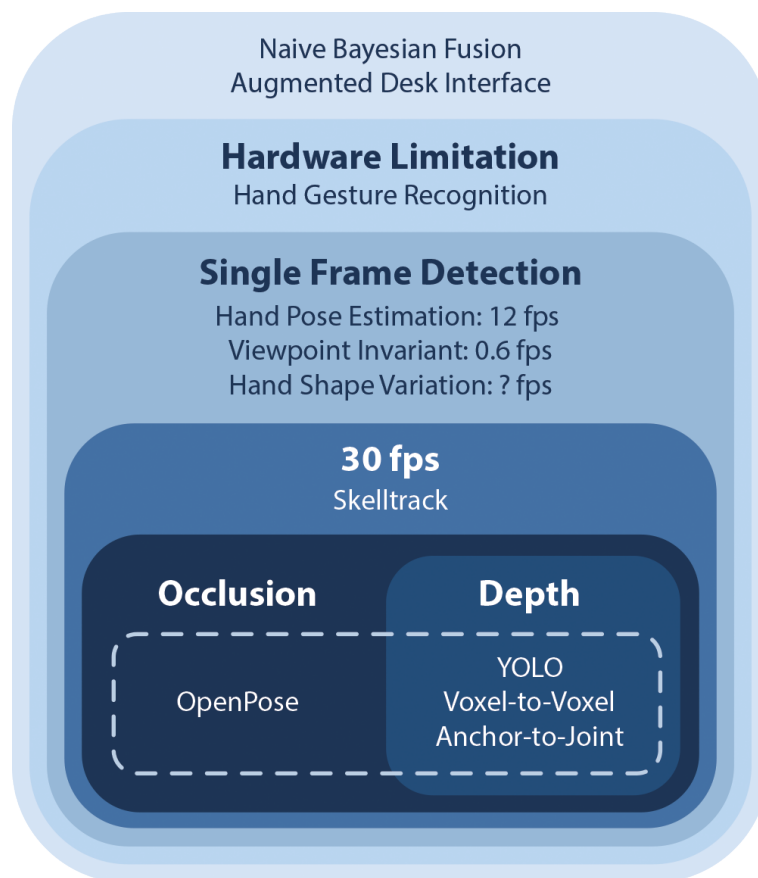 Naive Bayesian Fusion
Augmented Desk Interface
Hardware Limitation
Hand Gesture Recognition
Single Frame Detection
Hand Pose Estimation: 12 fps
Viewpoint Invariant: 0.6 fps
Hand Shape Variation: ? fps
30 fps
Skelltrack
Occlusion
Depth
OpenPose
YOLO
Voxel-to-Voxel
Anchor-to-Joint